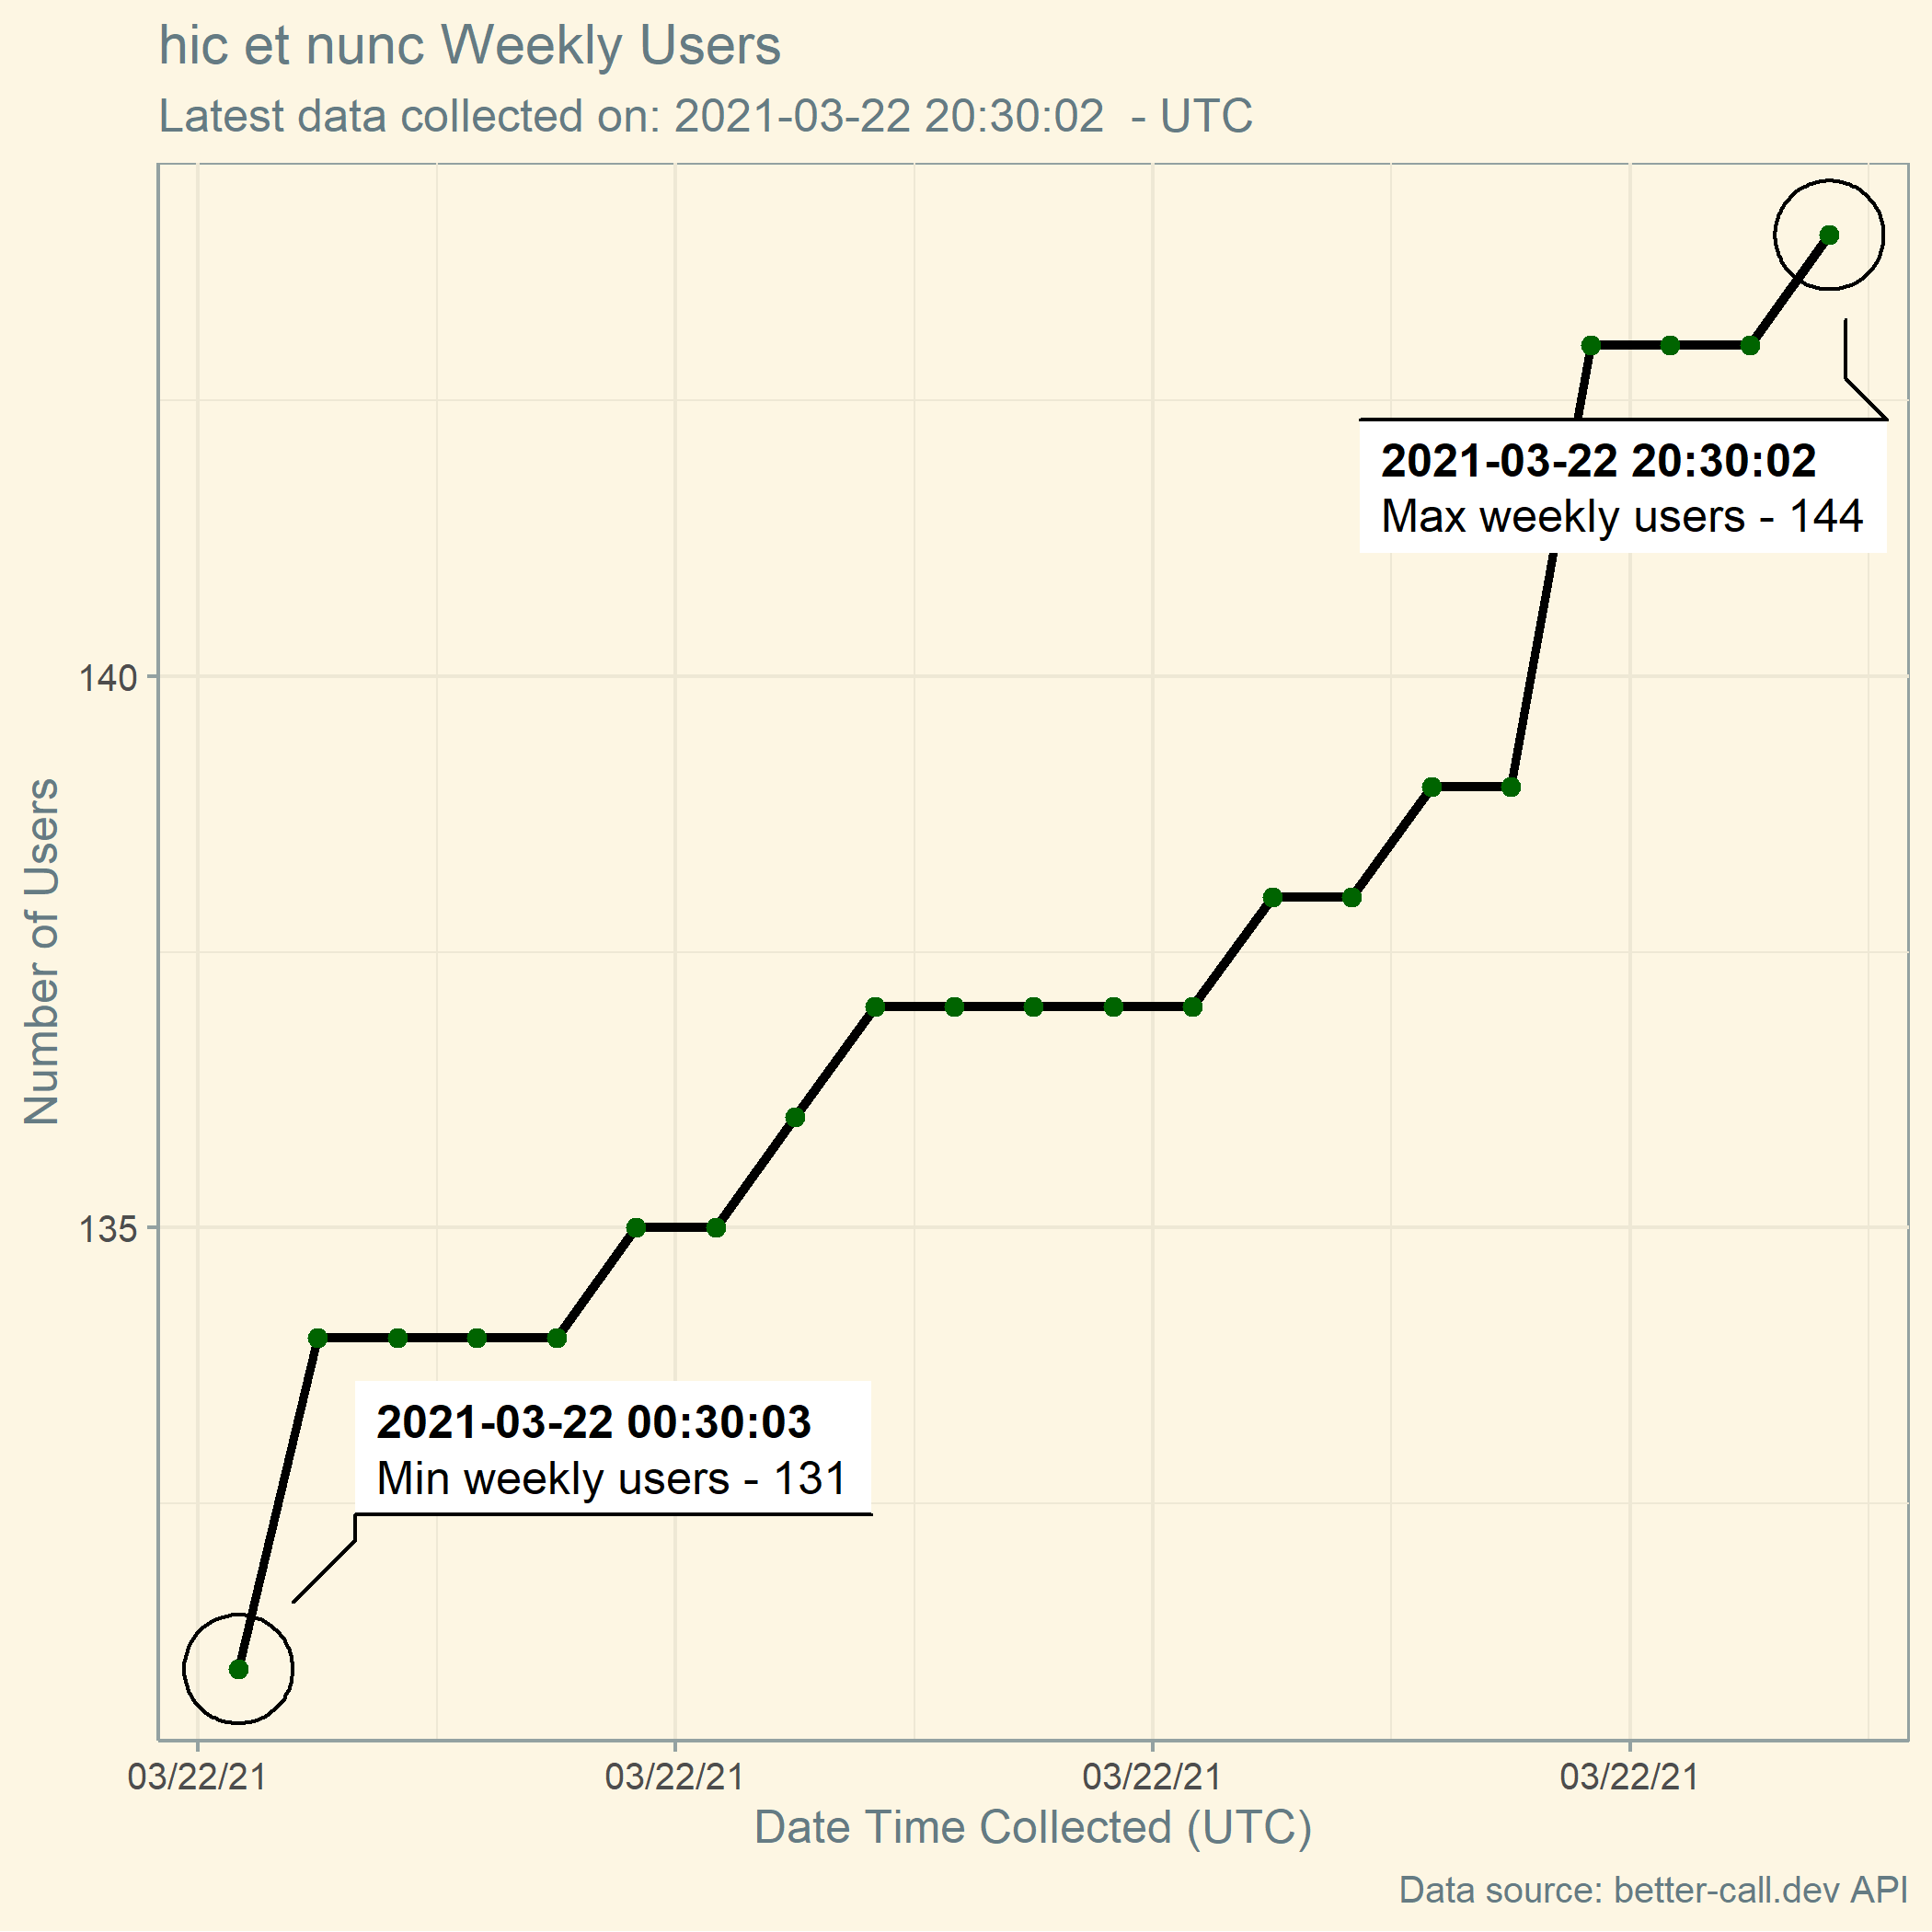 hic et nunc Weekly Users
Latest data collected on: 2021-03-22 20:30:02  - UTC
2021-03-22 20:30:02
Max weekly users - 144
140
Number of Users
135
2021-03-22 00:30:03
Min weekly users - 131
03/22/21 03/22/21 03/22/21 03/22/21
Date Time Collected (UTC)
Data source: better-call.dev API